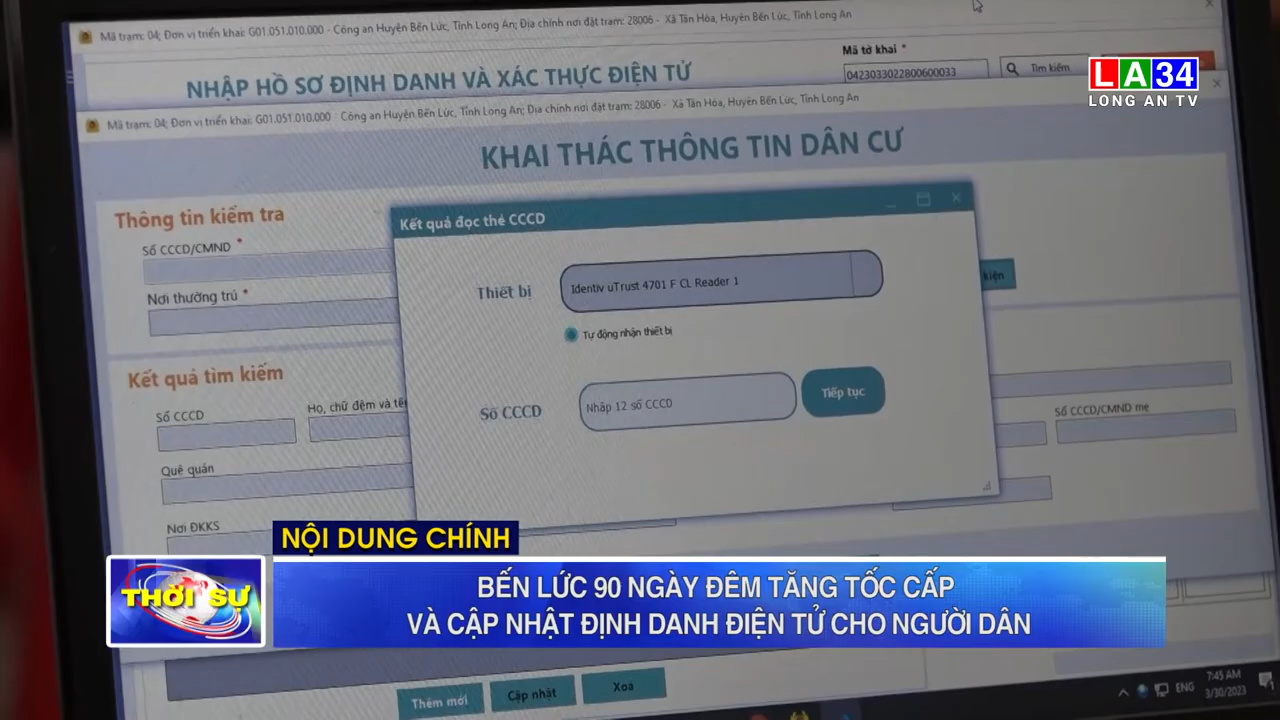 Mã trạm: 04; Đơn vị triển khai: G01.051.010.000 - Công an Huyện Bến Lức, Tỉnh Long An; Địa chính nơi đặt trạm: 28006 - Xã Tân Hòa, Huyện Bến Lức, Tỉnh Long An
Mã tờ khai *
NHẬP HỒ SƠ ĐỊNH DANH VÀ XÁC THỰC ĐIỆN TỬ
0423033022800600033
Tìm kiếm
LA34
LONG AN TV
Mã trạm: 04; Đơn vị triển khai: G01.051.010.000 - Công an Huyện Bến Lức, Tỉnh Long An; Địa chính nơi đặt trạm: 28006 - Xã Tân Hòa, Huyện Bến Lức, Tỉnh Long An
KHAI THÁC THÔNG TIN DÂN CƯ
Thông tin kiểm tra
Kết quả đọc thẻ CCCD
Số CCCD/CMND *
Thiết bị
Identiv uTrust 4701 F CL Reader 1
kiện
Nơi thường trú *
Tự động nhận thiết bị
Kết quả tìm kiếm
Số CCCD
Họ, chữ đệm và tên
Số CCCD
Nhập 12 số CCCD
Tiếp tục
Số CCCD/CMND mẹ
Quê quán
Nơi ĐKKS
NỘI DUNG CHÍNH
THỜI SỰ
BẾN LỨC 90 NGÀY ĐÊM TĂNG TỐC CẤP
VÀ CẬP NHẬT ĐỊNH DANH ĐIỆN TỬ CHO NGƯỜI DÂN
Thêm mới
Cập nhật
Xoá
ENG
7:45 AM
3/30/2023